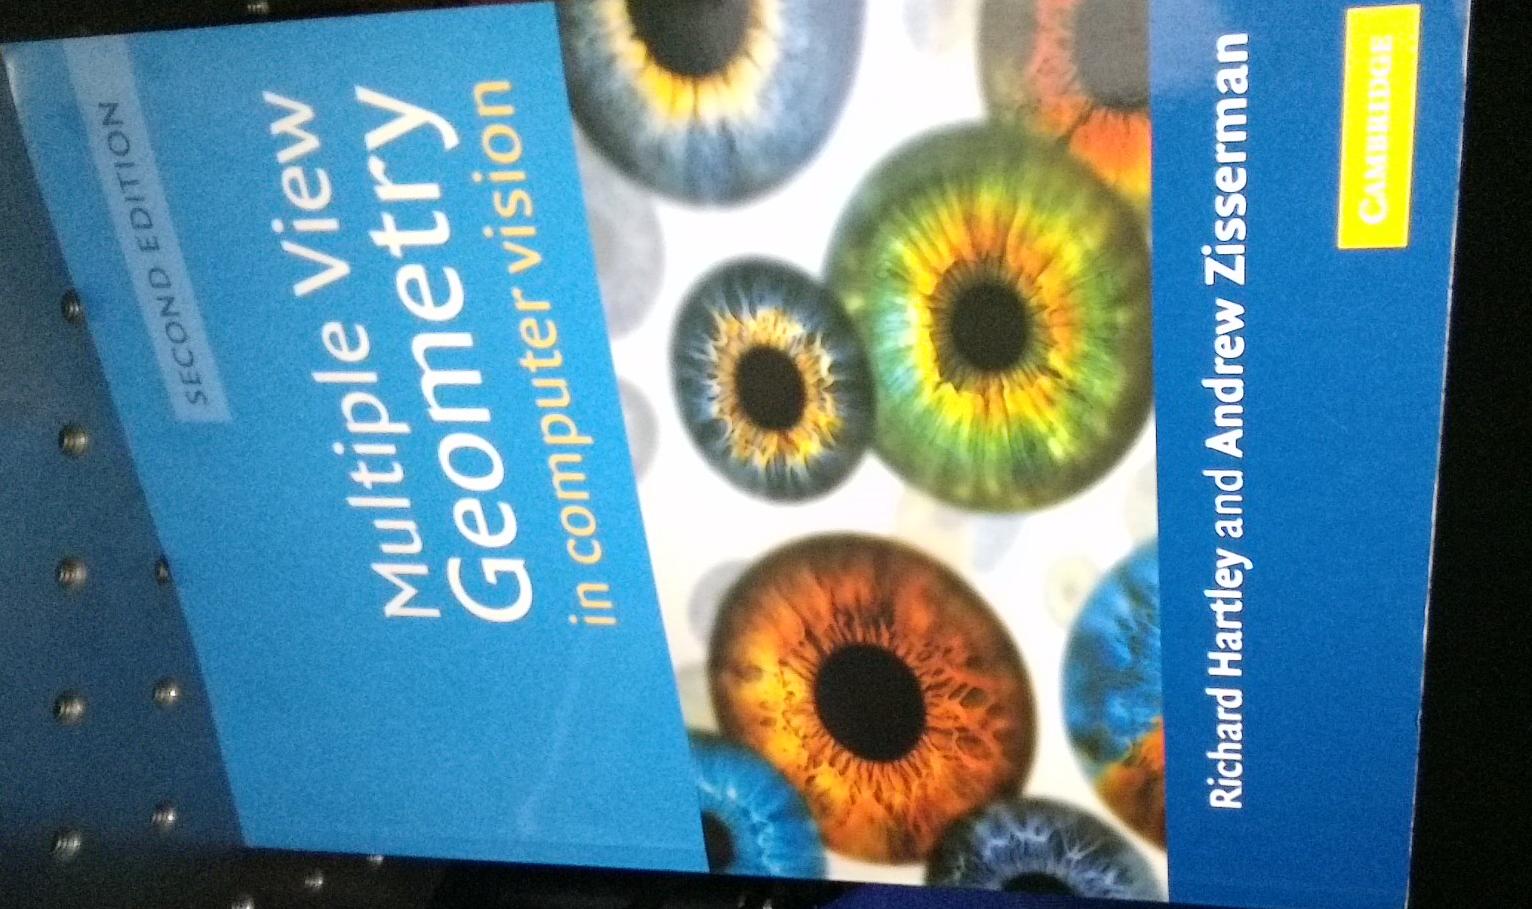 SECOND EDITION
Multiple View
Geometry
in computer vision
Richard Hartley and Andrew Zisserman
CAMBRIDGE